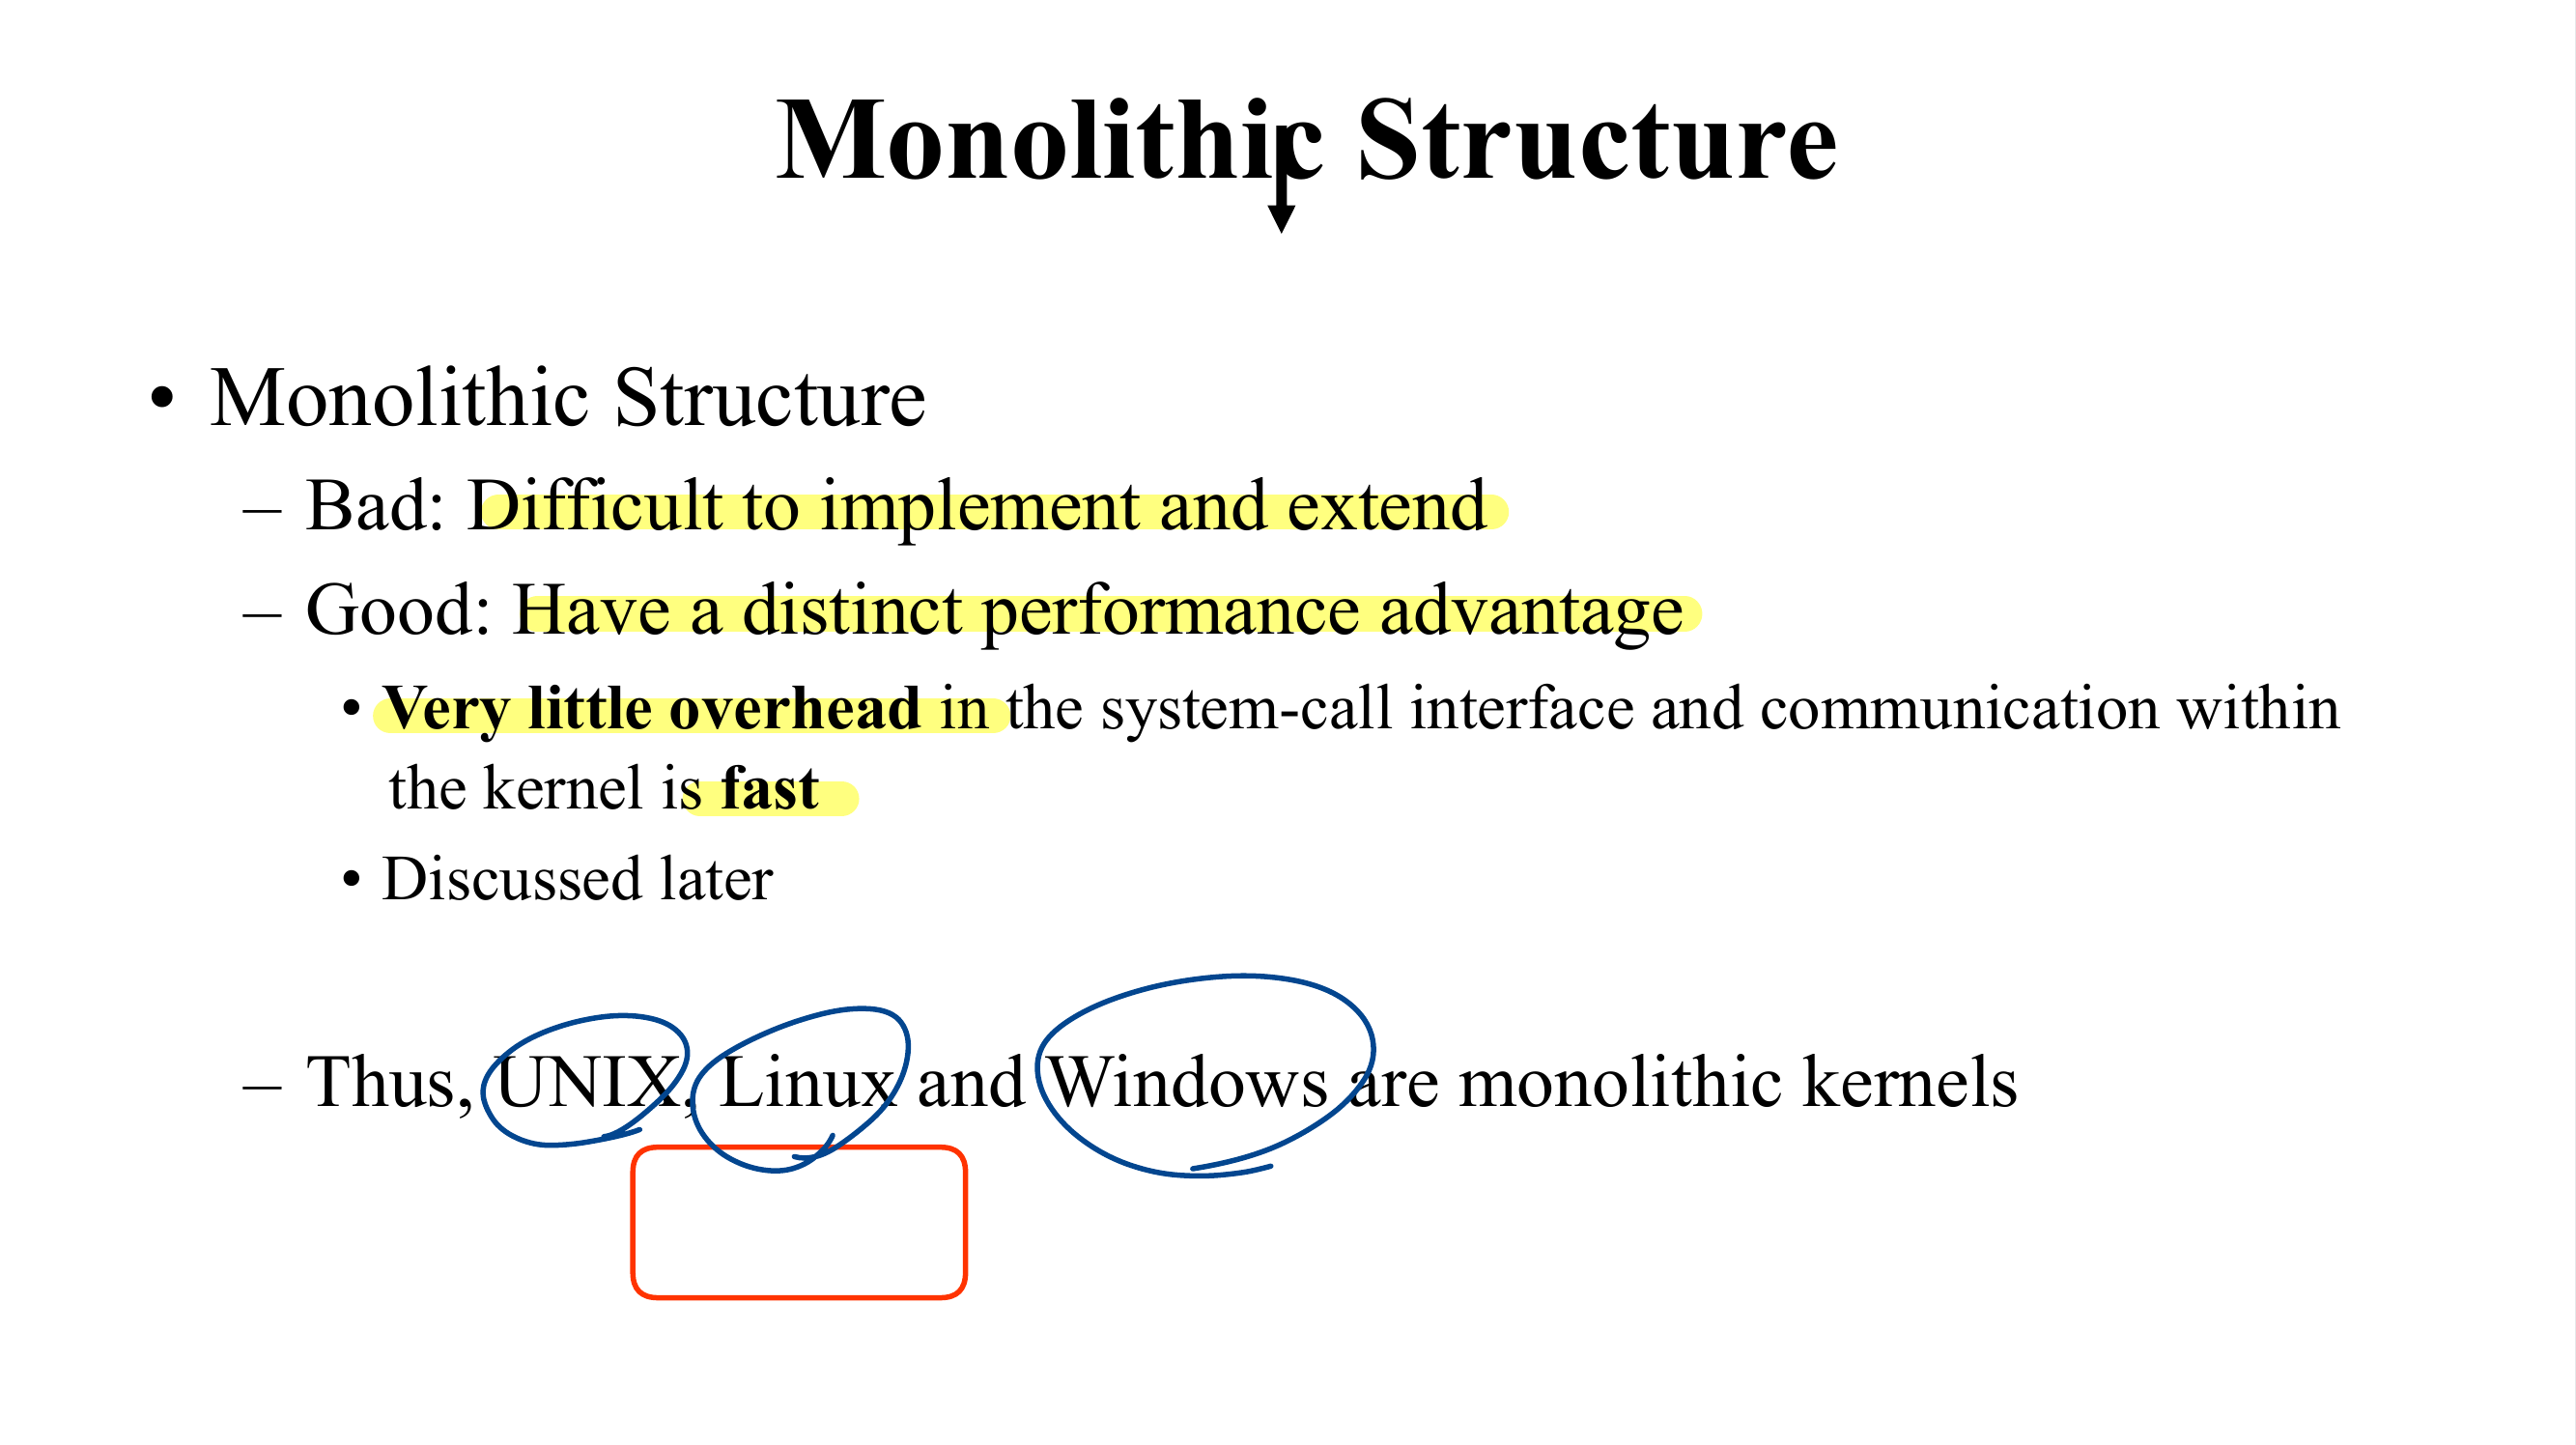 Monolithic Structure
• Monolithic Structure
– Bad: Difficult to implement and extend
– Good: Have a distinct performance advantage
• Very little overhead in the system-call interface and communication within
the kernel is fast
• Discussed later
– Thus, UNIX, Linux and Windows are monolithic kernels